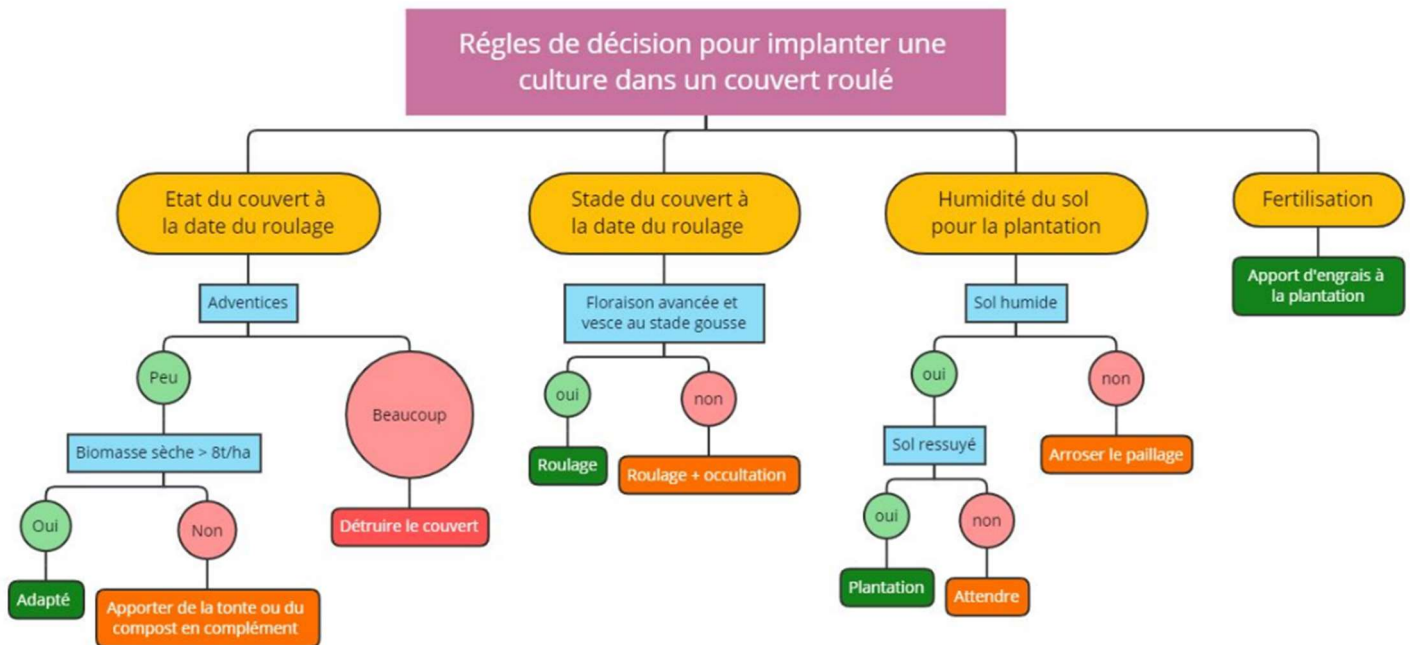 Régles de décision pour implanter une
culture dans un couvert roulé
Etat du couvert à
la date du roulage
Stade du couvert à
la date du roulage
Humidité du sol
pour la plantation
Fertilisation
Adventices
Floraison avancée et
vesce au stade gousse
Sol humide
Apport d'engrais à
la plantation
Peu
Beaucoup
oui
non
oui
non
Biomasse sèche > 8t/ha
Roulage
Roulage + occultation
Sol ressuyé
Arroser le paillage
Oui
Non
Détruire le couvert
oui
non
Adapté
Apporter de la tonte ou du
compost en complément
Plantation
Attendre